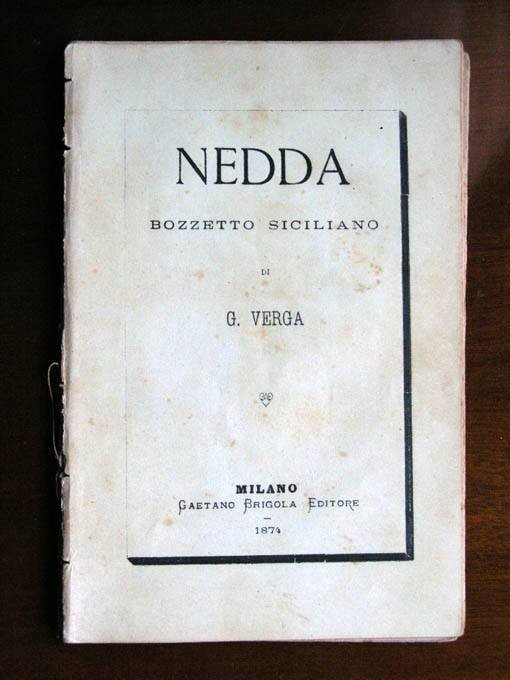 NEDDA
BOZZETTO SICILIANO
DI
G. VERGA
MILANO
GAETANO BRIGOLA EDITORE
1874